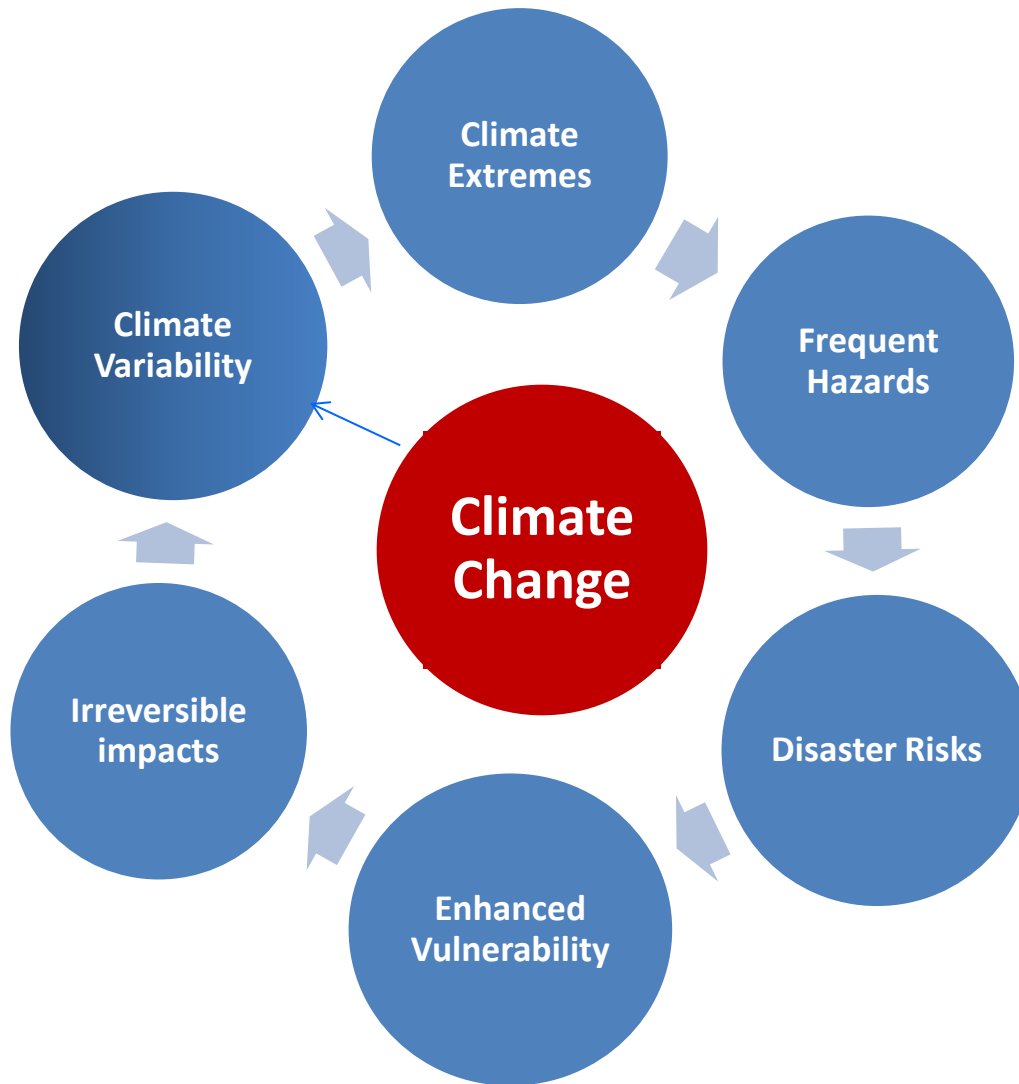 Climate
Extremes
Climate
Variability
Frequent
Hazards
Climate
Change
Irreversible
impacts
Disaster Risks
Enhanced
Vulnerability